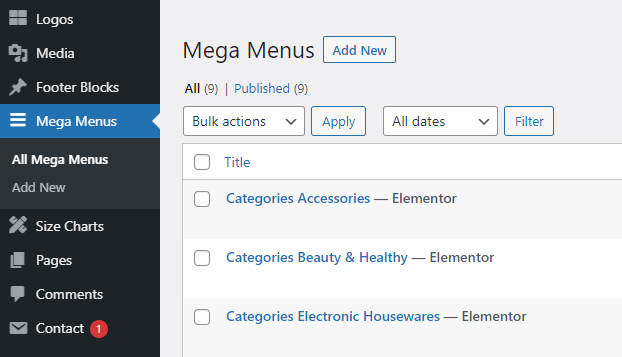 Logos
Media
Footer Blocks
Mega Menus
All Mega Menus
Add New
Size Charts
Pages
Comments
Contact 1
Mega Menus Add New
All (9) | Published (9)
Bulk actions Apply All dates Filter
Title
Categories Accessories — Elementor
Categories Beauty & Healthy — Elementor
Categories Electronic Housewares — Elementor